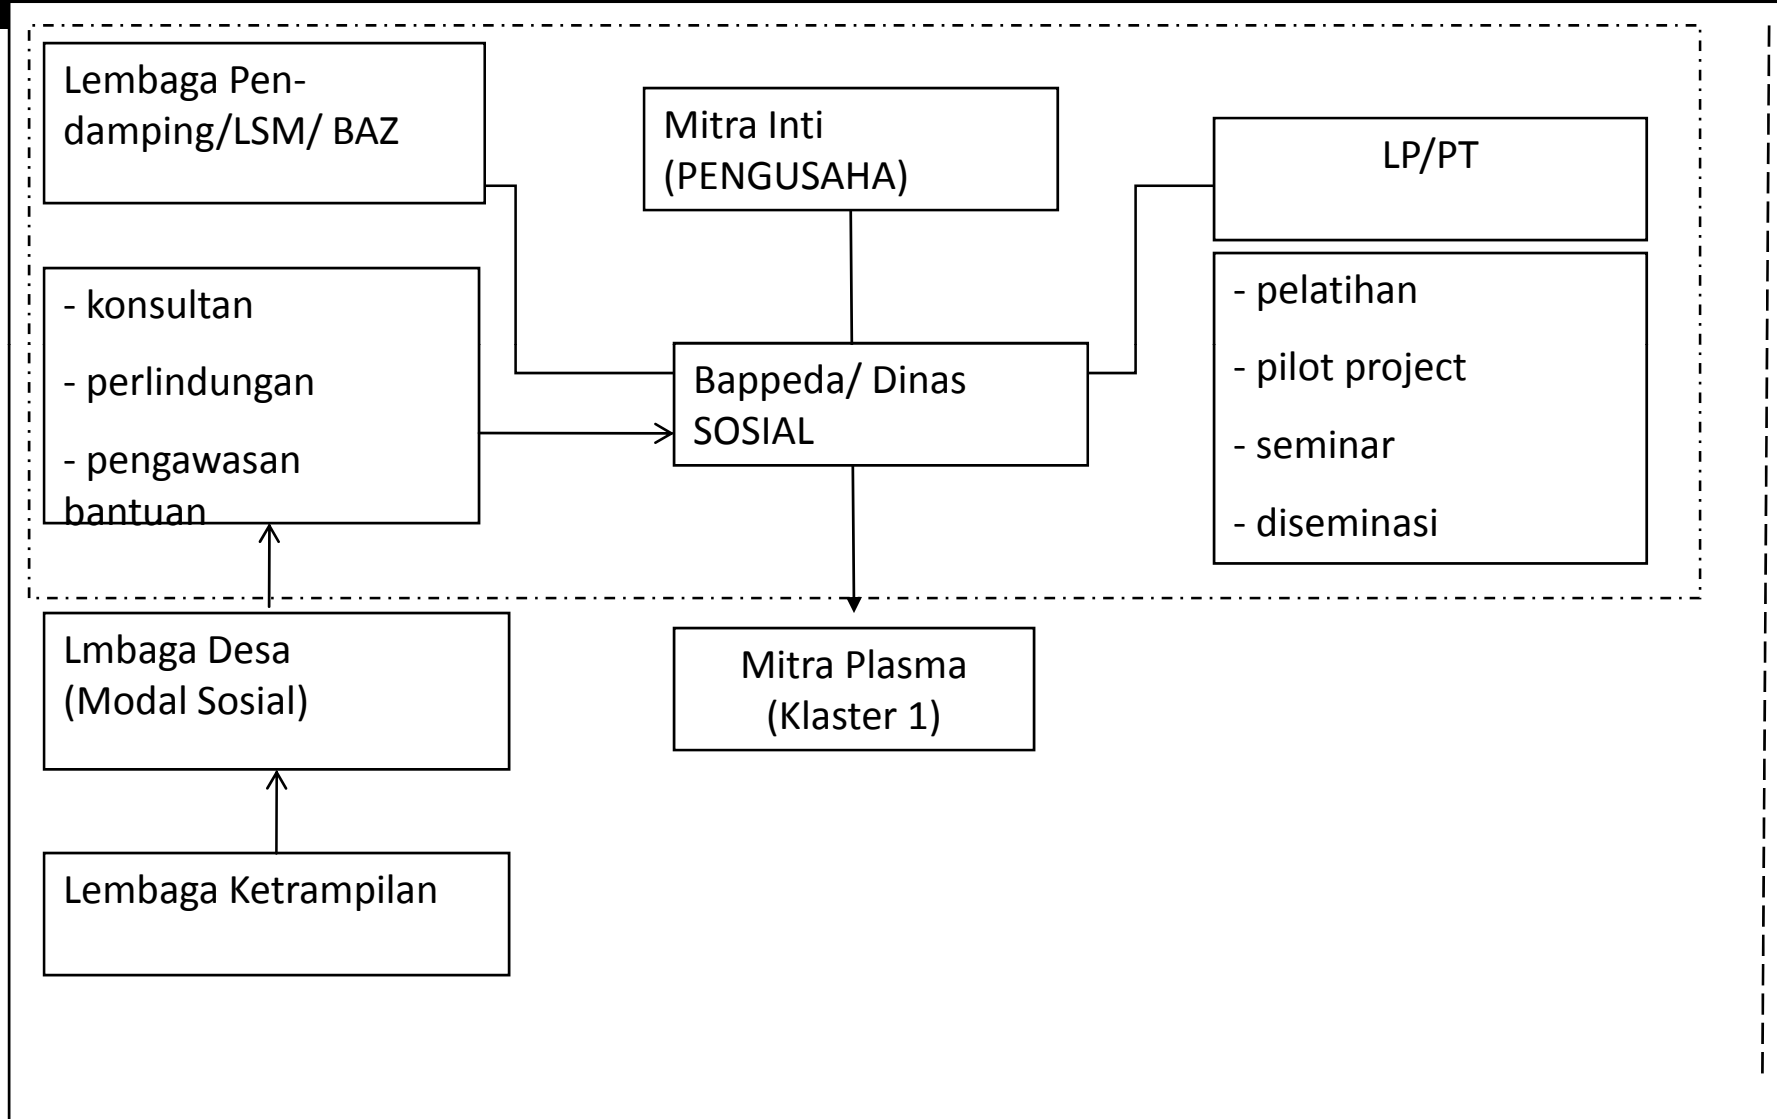 Lembaga Pen-
damping/LSM/ BAZ
Mitra Inti
(PENGUSAHA)
LP/PT
- konsultan
- perlindungan
- pengawasan
bantuan
Bappeda/ Dinas
SOSIAL
- pelatihan
- pilot project
- seminar
- diseminasi
Lmbaga Desa
(Modal Sosial)
Mitra Plasma
(Klaster 1)
Lembaga Ketrampilan